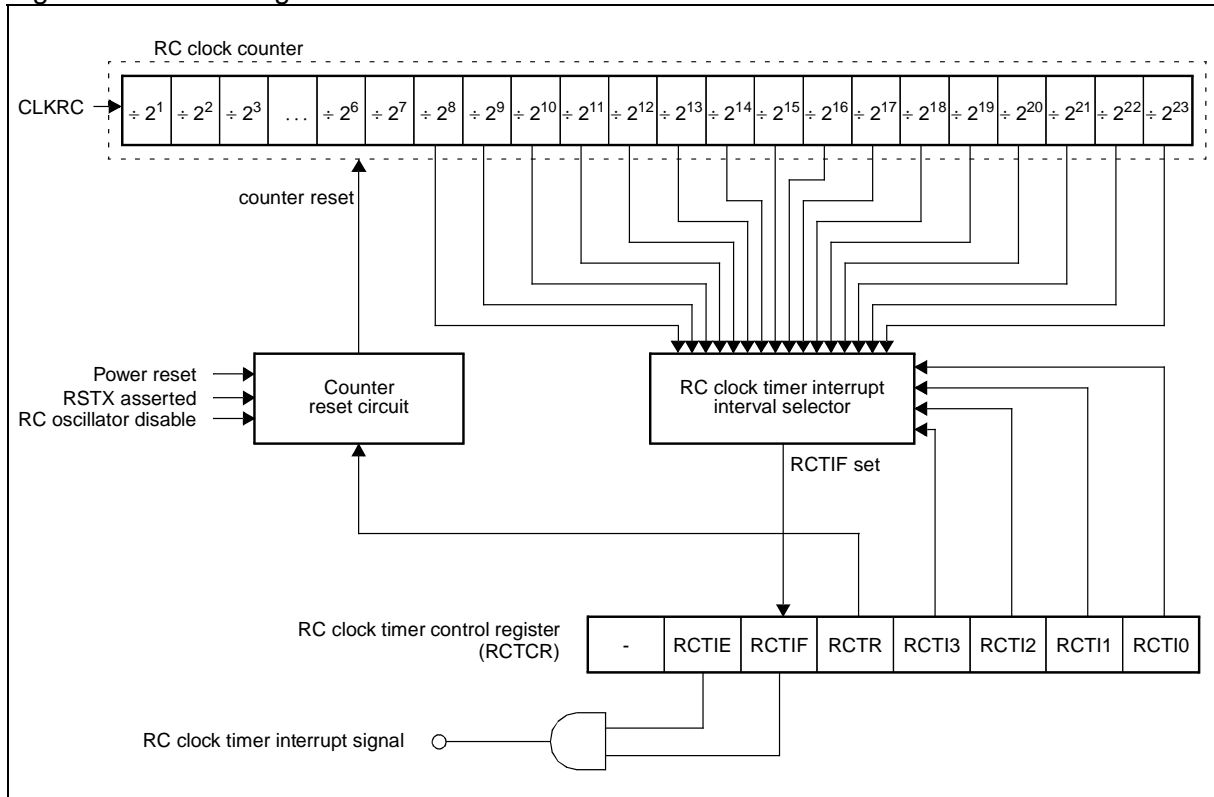 RC clock counter
CLKRC
÷ 2¹ ÷ 2² ÷ 2³ ... ÷ 2⁶ ÷ 2⁷ ÷ 2⁸ ÷ 2⁹ ÷ 2¹⁰ ÷ 2¹¹ ÷ 2¹² ÷ 2¹³ ÷ 2¹⁴ ÷ 2¹⁵ ÷ 2¹⁶ ÷ 2¹⁷ ÷ 2¹⁸ ÷ 2¹⁹ ÷ 2²⁰ ÷ 2²¹ ÷ 2²² ÷ 2²³
counter reset
Power reset
RSTX asserted
RC oscillator disable
Counter
reset circuit
RC clock timer interrupt
interval selector
RCTIF set
RC clock timer control register
(RCTCR)
- RCTIE RCTIF RCTR RCTI3 RCTI2 RCTI1 RCTI0
RC clock timer interrupt signal